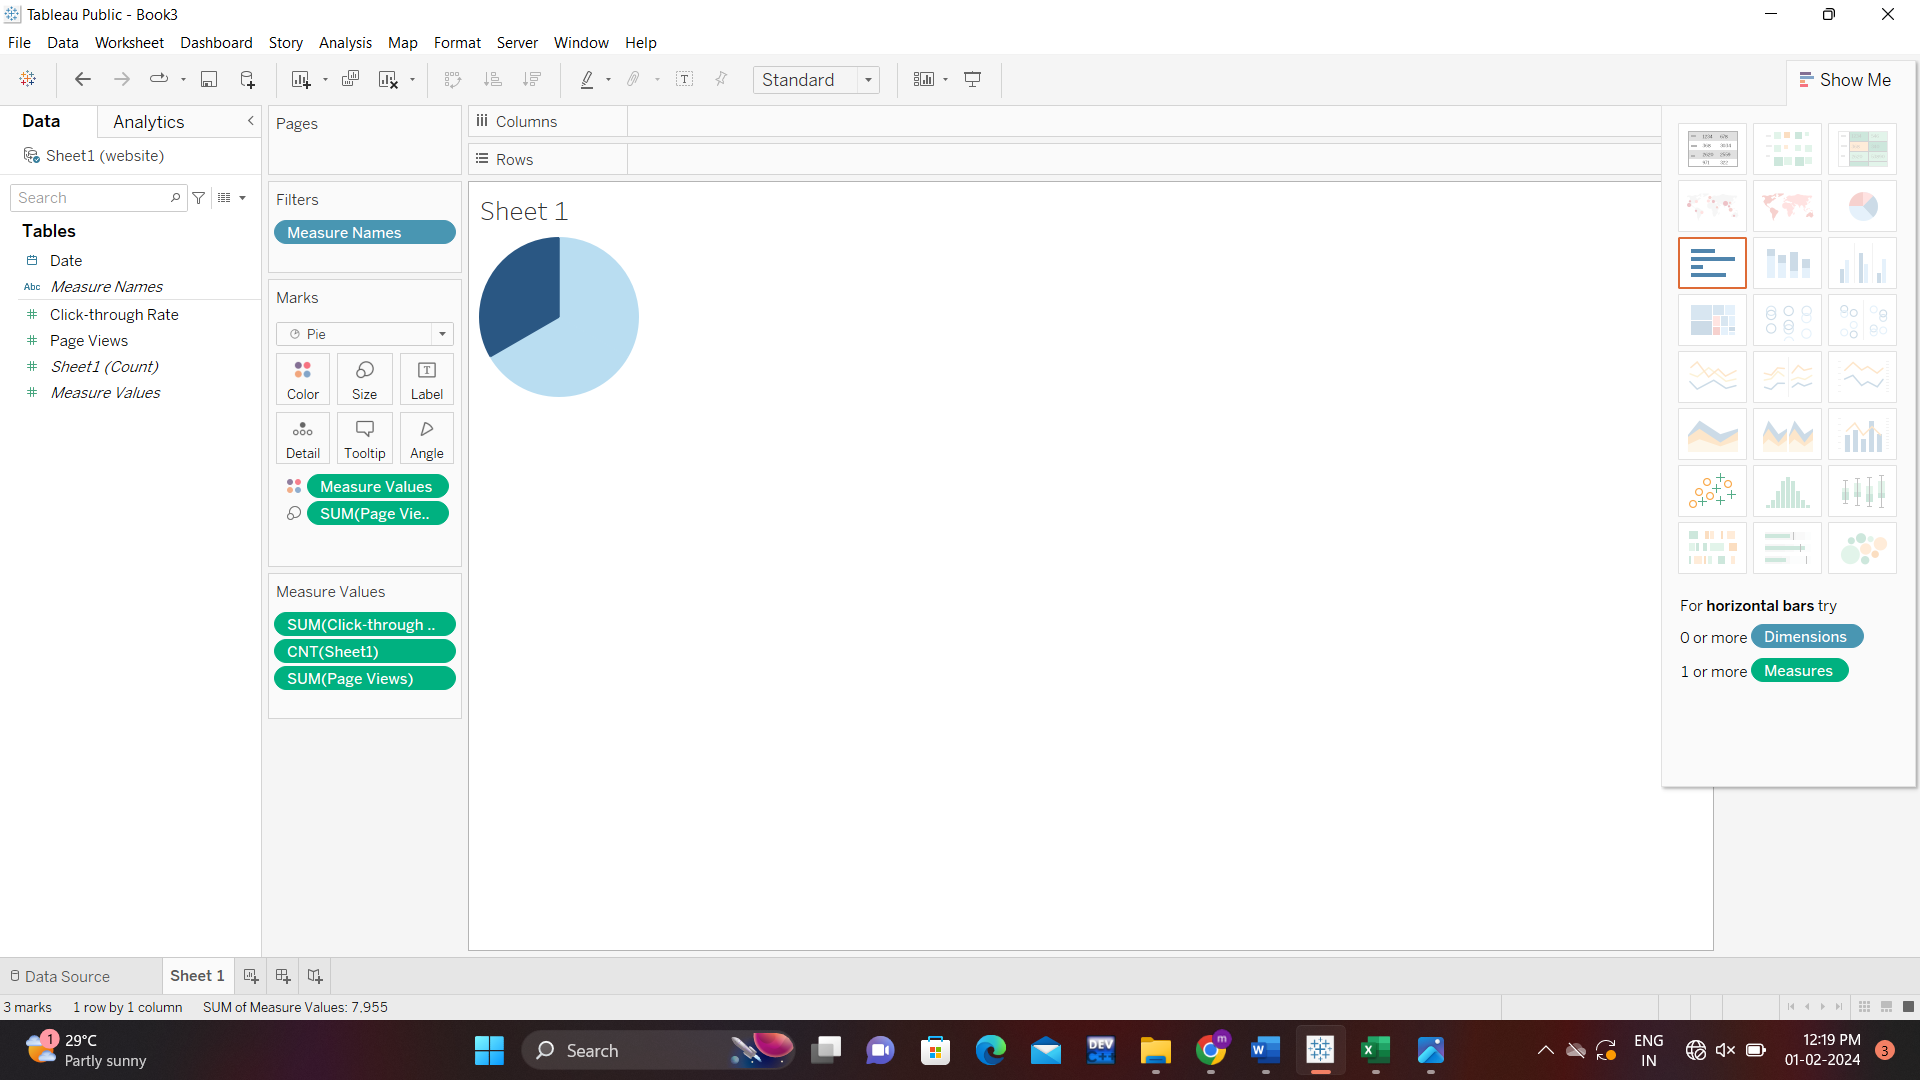 Tableau Public - Book3
File Data Worksheet Dashboard Story Analysis Map Format Server Window Help
Standard
Show Me
Data
Analytics
Sheet1 (website)
Search
Tables
Date
Abc Measure Names
Click-through Rate
Page Views
Sheet1 (Count)
Measure Values
Pages
Filters
Measure Names
Marks
Pie
Color Size Label
Detail Tooltip Angle
Measure Values
SUM(Page Vie..
Measure Values
SUM(Click-through ..
CNT(Sheet1)
SUM(Page Views)
Columns
Rows
Sheet 1
For horizontal bars try
0 or more Dimensions
1 or more Measures
Data Source Sheet 1
3 marks 1 row by 1 column SUM of Measure Values: 7,955
1
29°C
Partly sunny
Search
DEV
m
ENG
IN
12:19 PM
01-02-2024
3